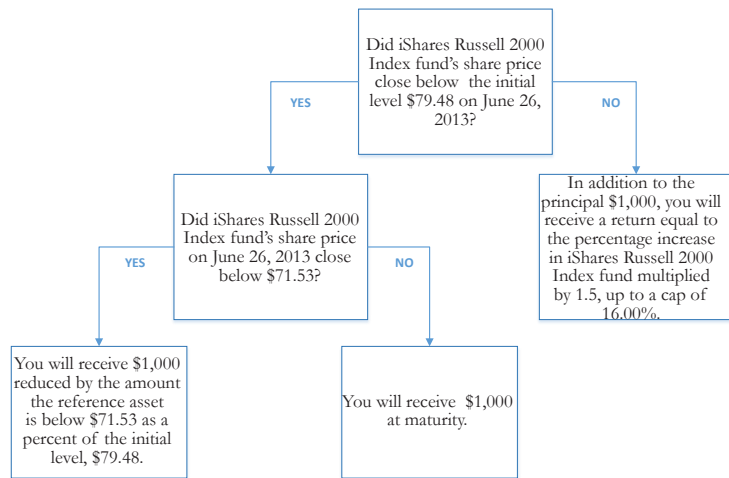 Did iShares Russell 2000
Index fund's share price
close below the initial
level $79.48 on June 26,
2013?
YES
NO
Did iShares Russell 2000
Index fund's share price
on June 26, 2013 close
below $71.53?
In addition to the
principal $1,000, you will
receive a return equal to
the percentage increase
in iShares Russell 2000
Index fund multiplied
by 1.5, up to a cap of
16.00%.
YES
NO
You will receive $1,000
reduced by the amount
the reference asset
is below $71.53 as a
percent of the initial
level, $79.48.
You will receive $1,000
at maturity.